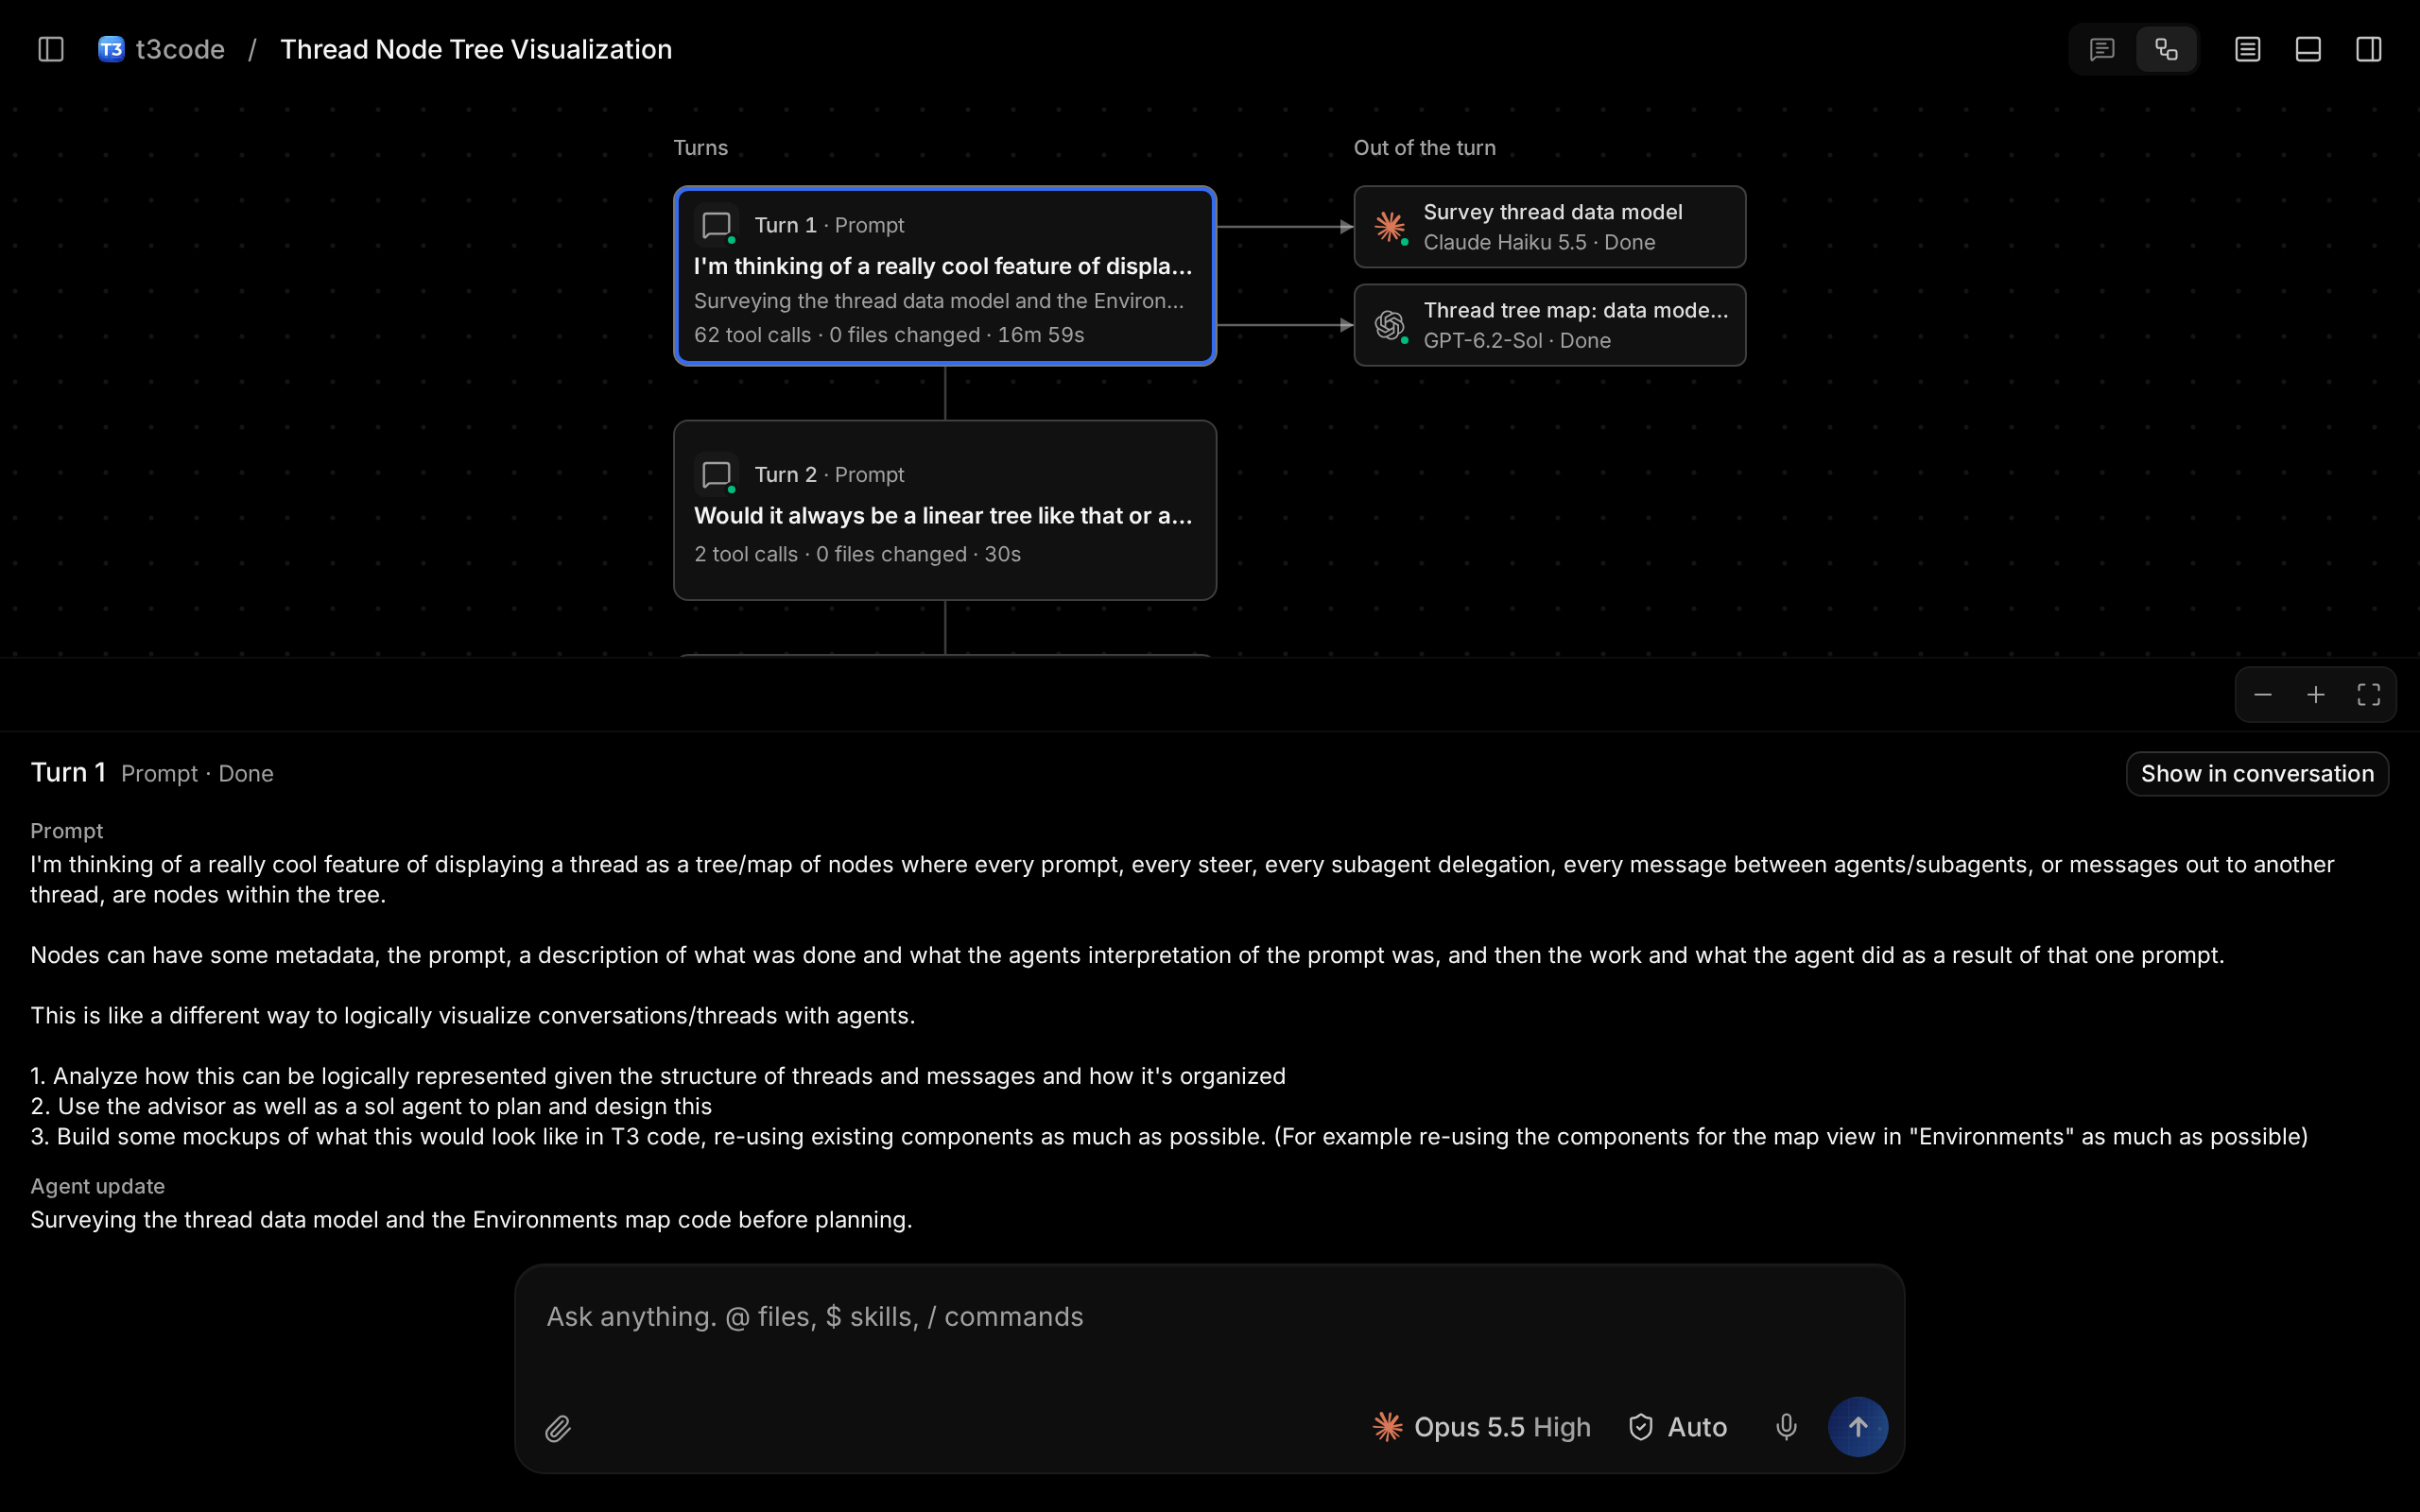 T3 t3code / Thread Node Tree Visualization
Turns
Out of the turn
Turn 1 · Prompt
I'm thinking of a really cool feature of displa...
Surveying the thread data model and the Environ...
62 tool calls · 0 files changed · 16m 59s
Survey thread data model
Claude Haiku 5.5 · Done
Thread tree map: data mode...
GPT-6.2-Sol · Done
Turn 2 · Prompt
Would it always be a linear tree like that or a...
2 tool calls · 0 files changed · 30s
Turn 1 Prompt · Done
Show in conversation
Prompt
I'm thinking of a really cool feature of displaying a thread as a tree/map of nodes where every prompt, every steer, every subagent delegation, every message between agents/subagents, or messages out to another
thread, are nodes within the tree.
Nodes can have some metadata, the prompt, a description of what was done and what the agents interpretation of the prompt was, and then the work and what the agent did as a result of that one prompt.
This is like a different way to logically visualize conversations/threads with agents.
1. Analyze how this can be logically represented given the structure of threads and messages and how it's organized
2. Use the advisor as well as a sol agent to plan and design this
3. Build some mockups of what this would look like in T3 code, re-using existing components as much as possible. (For example re-using the components for the map view in "Environments" as much as possible)
Agent update
Surveying the thread data model and the Environments map code before planning.
Ask anything. @ files, $ skills, / commands
Opus 5.5 High
Auto